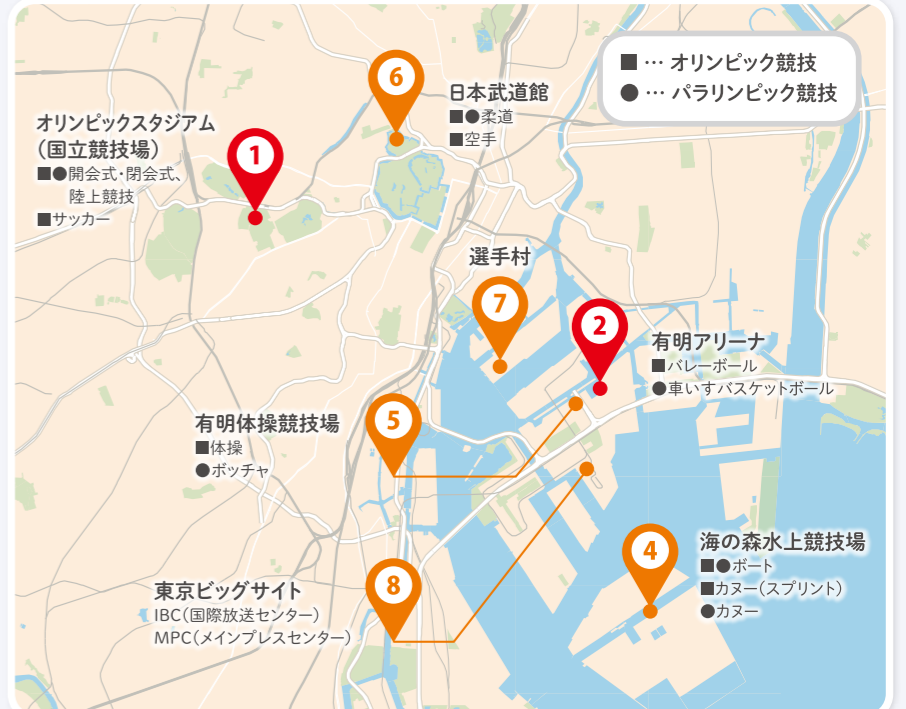 ■ … オリンピック競技
● … パラリンピック競技
6
日本武道館
■●柔道
■空手
オリンピックスタジアム
（国立競技場）
■●開会式・閉会式、
陸上競技
■サッカー
1
選手村
7
2
有明アリーナ
■バレーボール
●車いすバスケットボール
有明体操競技場
■体操
●ボッチャ
5
4
海の森水上競技場
■●ボート
■カヌー（スプリント）
●カヌー
東京ビッグサイト
IBC（国際放送センター）
MPC（メインプレスセンター）
8